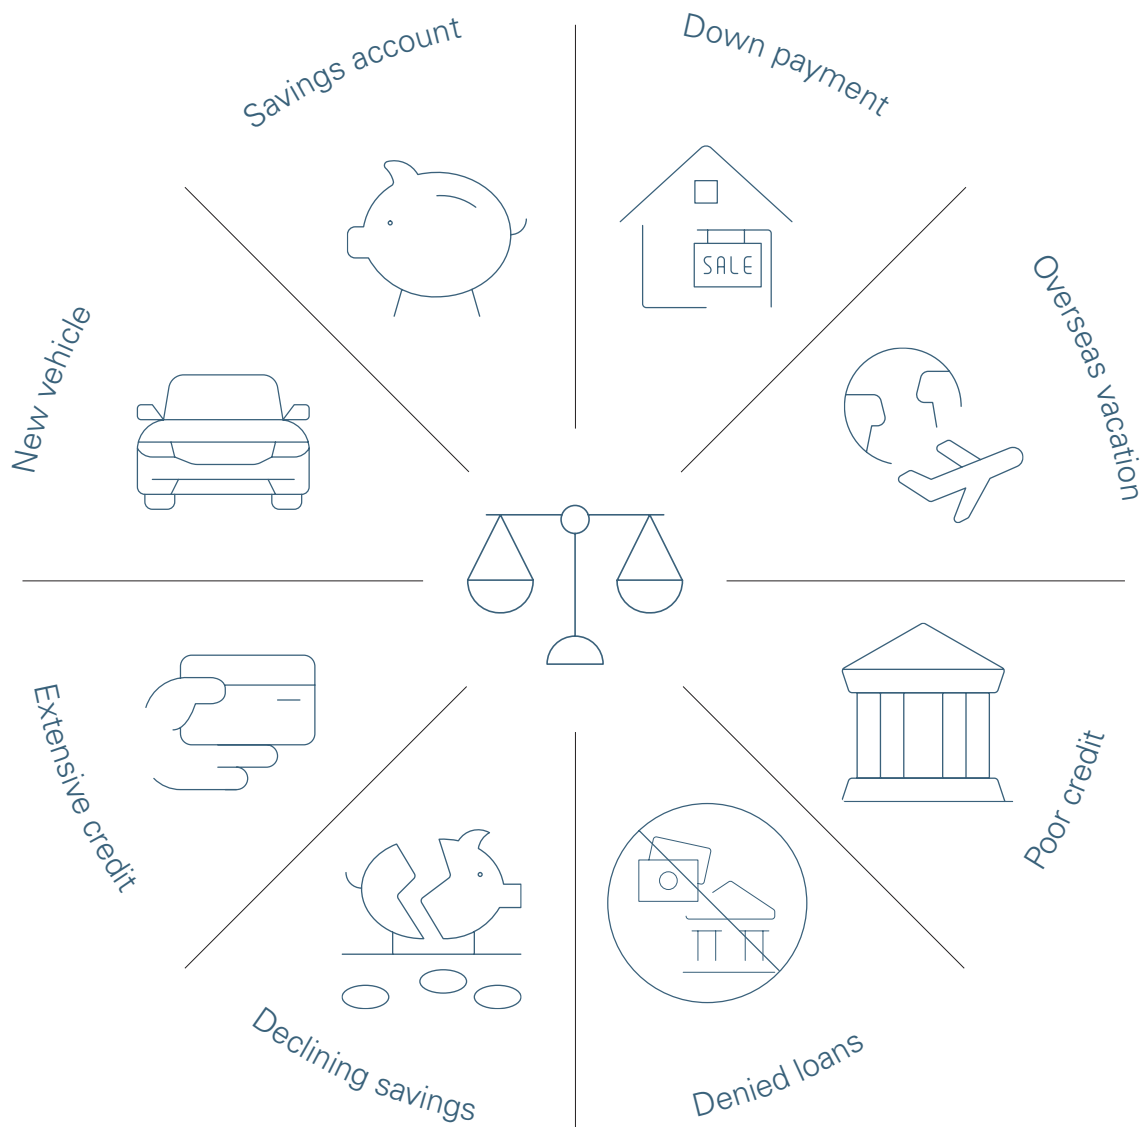 Savings account
Down payment
SALE
Overseas vacation
New vehicle
Extensive credit
Poor credit
Declining savings
Denied loans